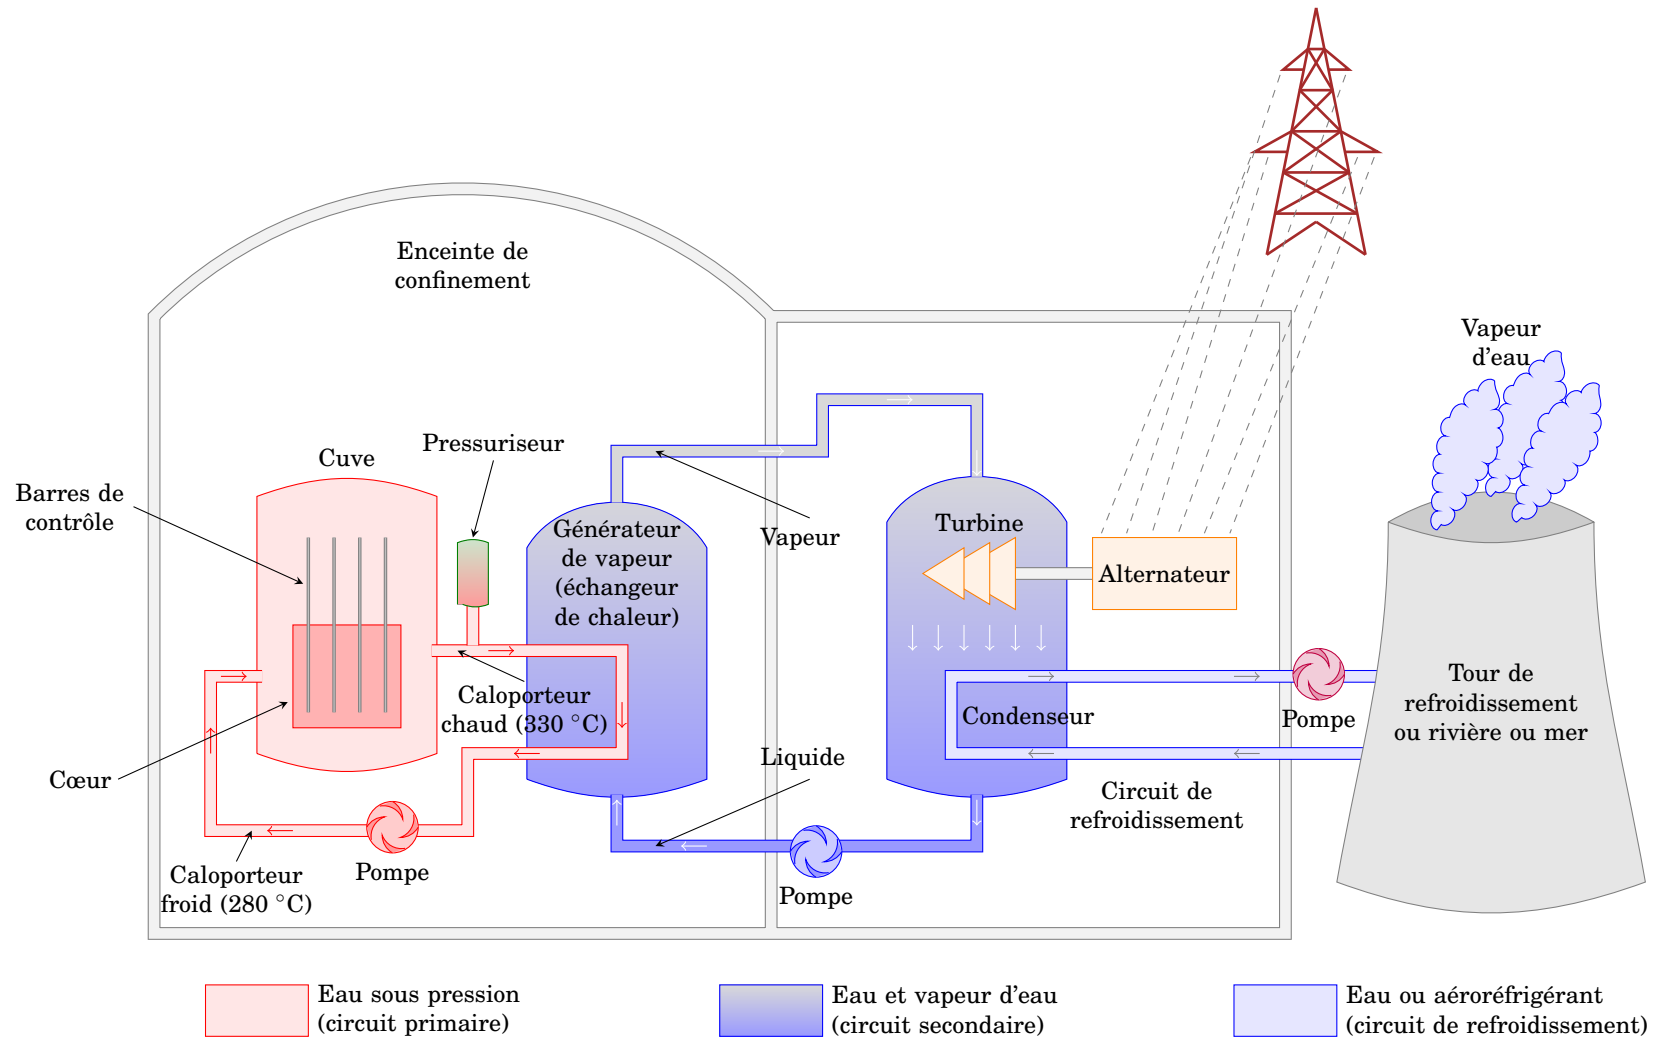 Enceinte de
confinement
Vapeur
d'eau
Pressuriseur
Cuve
Barres de
contrôle
Générateur
de vapeur
(échangeur
de chaleur)
Vapeur
Turbine
Alternateur
Caloporteur
chaud (330 °C)
Condenseur
Pompe
Tour de
refroidissement
ou rivière ou mer
Cœur
Liquide
Circuit de
refroidissement
Caloporteur
froid (280 °C)
Pompe
Pompe
Eau sous pression
(circuit primaire)
Eau et vapeur d'eau
(circuit secondaire)
Eau ou aéroréfrigérant
(circuit de refroidissement)